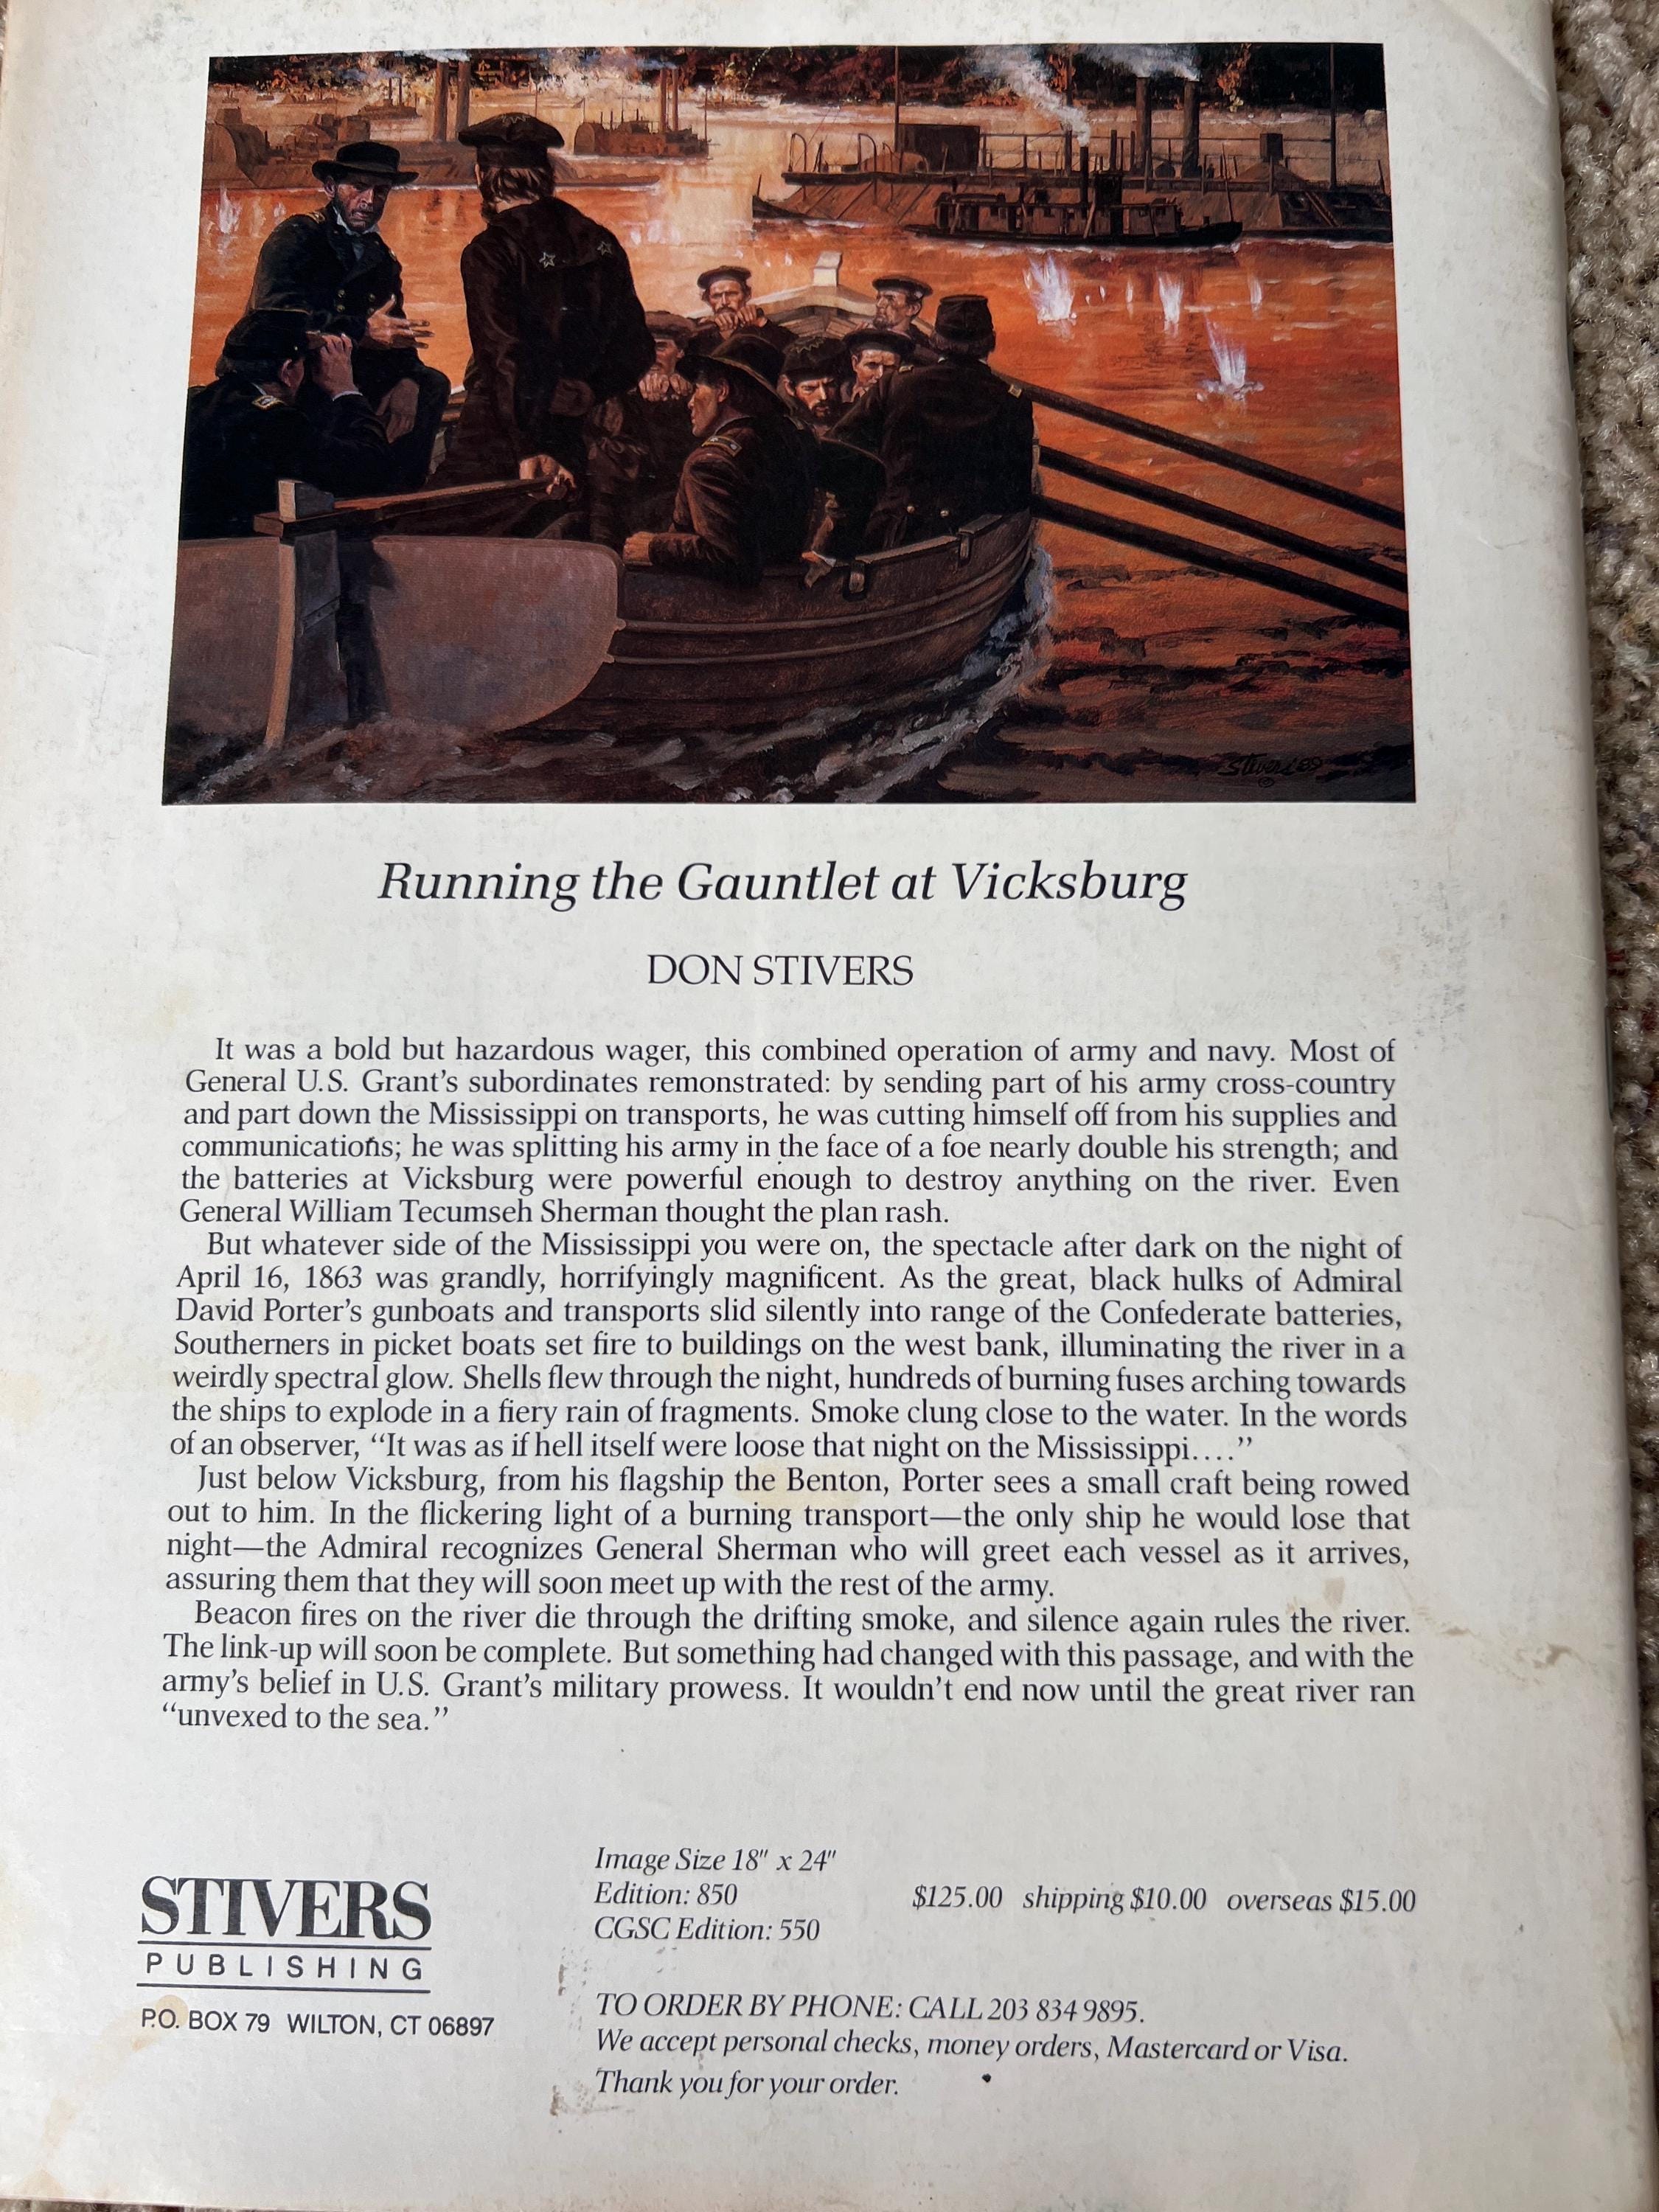 Stivers 89
©
Running the Gauntlet at Vicksburg
DON STIVERS
It was a bold but hazardous wager, this combined operation of army and navy. Most of
General U.S. Grant's subordinates remonstrated: by sending part of his army cross-country
and part down the Mississippi on transports, he was cutting himself off from his supplies and
communications; he was splitting his army in the face of a foe nearly double his strength; and
the batteries at Vicksburg were powerful enough to destroy anything on the river. Even
General William Tecumseh Sherman thought the plan rash.
But whatever side of the Mississippi you were on, the spectacle after dark on the night of
April 16, 1863 was grandly, horrifyingly magnificent. As the great, black hulks of Admiral
David Porter's gunboats and transports slid silently into range of the Confederate batteries,
Southerners in picket boats set fire to buildings on the west bank, illuminating the river in a
weirdly spectral glow. Shells flew through the night, hundreds of burning fuses arching towards
the ships to explode in a fiery rain of fragments. Smoke clung close to the water. In the words
of an observer, “It was as if hell itself were loose that night on the Mississippi....”
Just below Vicksburg, from his flagship the Benton, Porter sees a small craft being rowed
out to him. In the flickering light of a burning transport—the only ship he would lose that
night—the Admiral recognizes General Sherman who will greet each vessel as it arrives,
assuring them that they will soon meet up with the rest of the army.
Beacon fires on the river die through the drifting smoke, and silence again rules the river.
The link-up will soon be complete. But something had changed with this passage, and with the
army's belief in U.S. Grant's military prowess. It wouldn't end now until the great river ran
“unvexed to the sea.”
STIVERS
PUBLISHING
P.O. BOX 79 WILTON, CT 06897
Image Size 18" x 24"
Edition: 850 $125.00 shipping $10.00 overseas $15.00
CGSC Edition: 550
TO ORDER BY PHONE: CALL 203 834 9895.
We accept personal checks, money orders, Mastercard or Visa.
Thank you for your order.